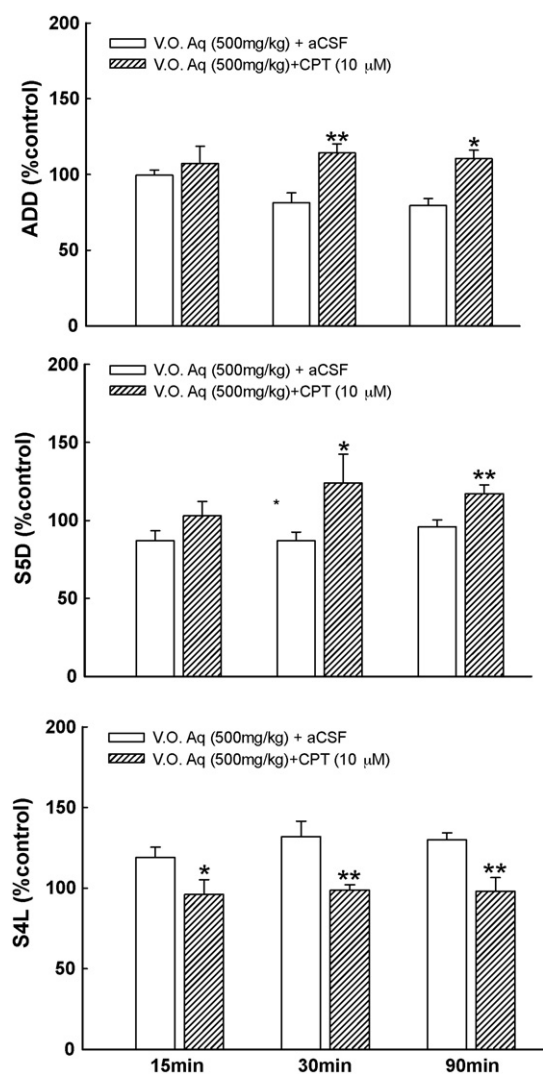 200
V.O. Aq (500mg/kg) + aCSF
V.O. Aq (500mg/kg)+CPT (10 μM)
150
**
*
100
50
0
ADD (%control)
200
V.O. Aq (500mg/kg) + aCSF
V.O. Aq (500mg/kg)+CPT (10 μM)
150
*
**
*
100
50
0
S5D (%control)
200
V.O. Aq (500mg/kg) + aCSF
V.O. Aq (500mg/kg)+CPT (10 μM)
150
*
**
**
100
50
0
S4L (%control)
15min
30min
90min